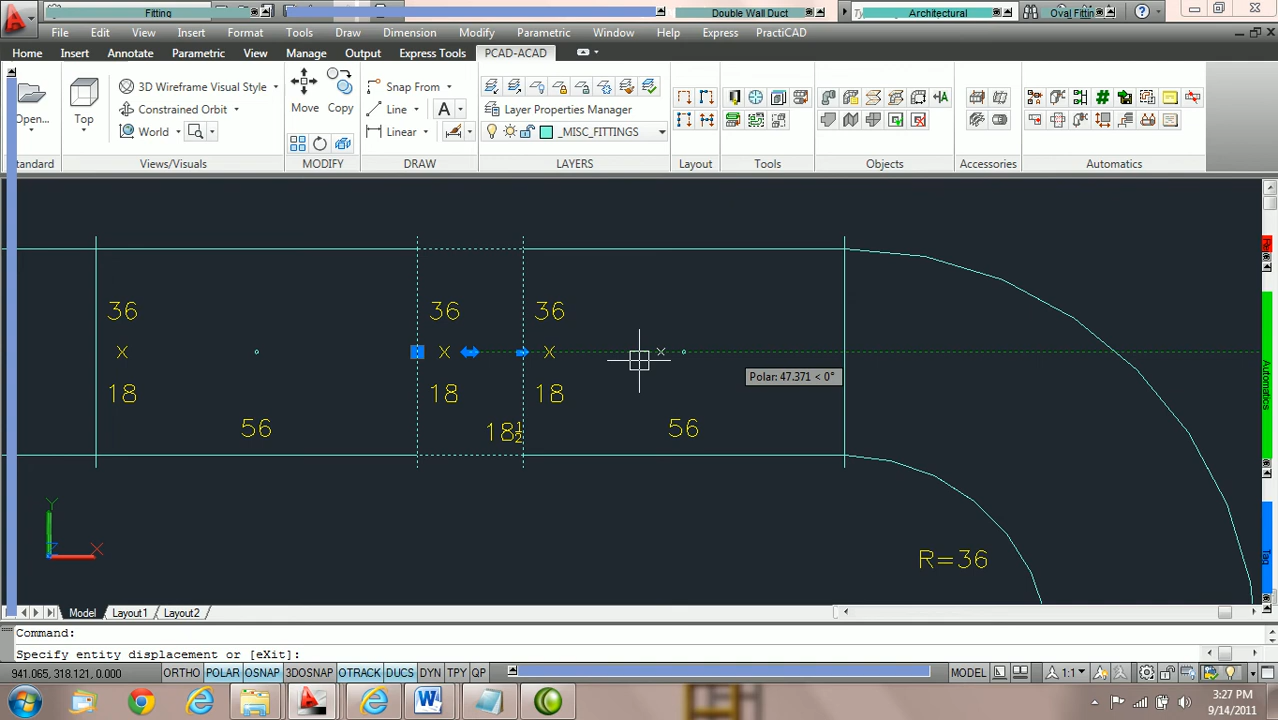 Fitting
Double Wall Duct
Architectural
Oval Fittin
File Edit View Insert Format Tools Draw Dimension Modify Parametric Window Help Express PractiCAD
Home Insert Annotate Parametric View Manage Output Express Tools PCAD-ACAD
Open...
Top
3D Wireframe Visual Style
Constrained Orbit
World
Move Copy
Snap From
Line A
Linear
Layer Properties Manager
_MISC_FITTINGS
Standard Views/Visuals MODIFY DRAW LAYERS Layout Tools Objects Accessories Automatics
36 36 36
X X X X
18 18 18
56 18½ 56
Polar: 47.371 < 0°
R=36
Y
X
Model Layout1 Layout2
Command:
Specify entity displacement or [eXit]:
941.065, 318.121, 0.000 ORTHO POLAR OSNAP 3DOSNAP OTRACK DUCS DYN TPY QP MODEL 1:1
3:27 PM
9/14/2011